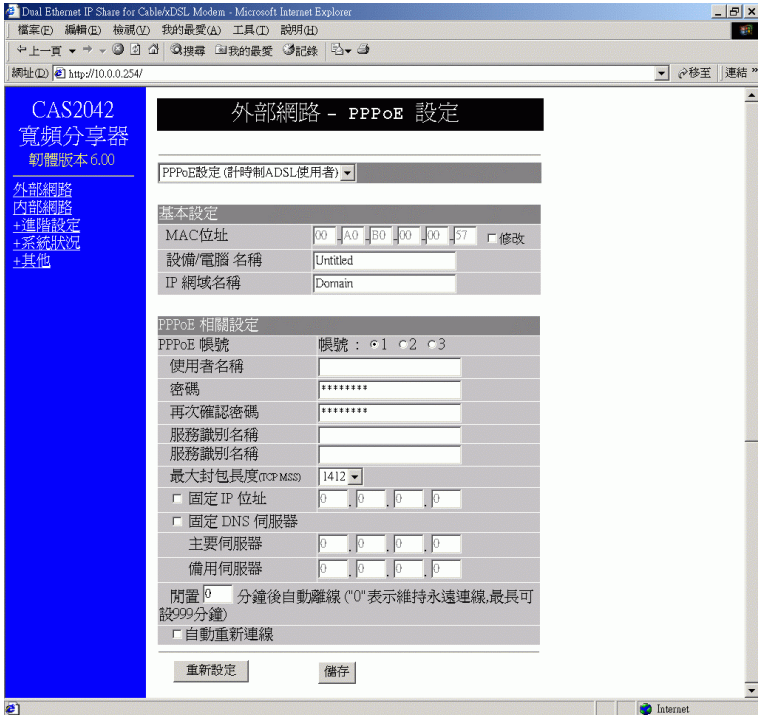 Dual Ethernet IP Share for Cable/xDSL Modem - Microsoft Internet Explorer
檔案(F) 編輯(E) 檢視(V) 我的最愛(A) 工具(T) 說明(H)
上一頁 搜尋 我的最愛 記錄
網址(D) http://10.0.0.254/ 移至 連結 »
CAS2042
寬頻分享器
韌體版本 6.00
外部網路
內部網路
+進階設定
+系統狀況
+其他
外部網路 – PPPoE 設定
PPPoE設定 (計時制ADSL使用者)
基本設定
MAC位址 00 - A0 - B0 - 00 - 00 - 57 修改
設備/電腦 名稱 Untitled
IP 網域名稱 Domain
PPPoE 相關設定
PPPoE 帳號 帳號 : 1 2 3
使用者名稱
密碼 ********
再次確認密碼 ********
服務識別名稱
服務識別名稱
最大封包長度(TCP MSS) 1412
固定 IP 位址 0 . 0 . 0 . 0
固定 DNS 伺服器
主要伺服器 0 . 0 . 0 . 0
備用伺服器 0 . 0 . 0 . 0
閒置 0 分鐘後自動離線 ("0" 表示維持永遠連線,最長可
設999分鐘)
自動重新連線
重新設定 儲存
Internet